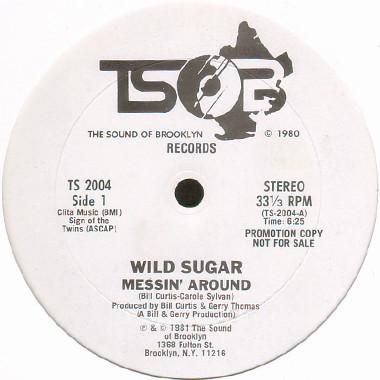 TSOB
THE SOUND OF BROOKLYN © 1980
RECORDS
TS 2004
Side 1
Clita Music (BMI)
Sign of the
Twins (ASCAP)
STEREO
33⅓ RPM
(TS-2004-A)
Time: 6:25
PROMOTION COPY
NOT FOR SALE
WILD SUGAR
MESSIN' AROUND
(Bill Curtis-Carole Sylvan)
Produced by Bill Curtis & Gerry Thomas
(A Bill & Gerry Production)
℗ & © 1981 The Sound
of Brooklyn
1368 Fulton St.
Brooklyn, N.Y. 11216